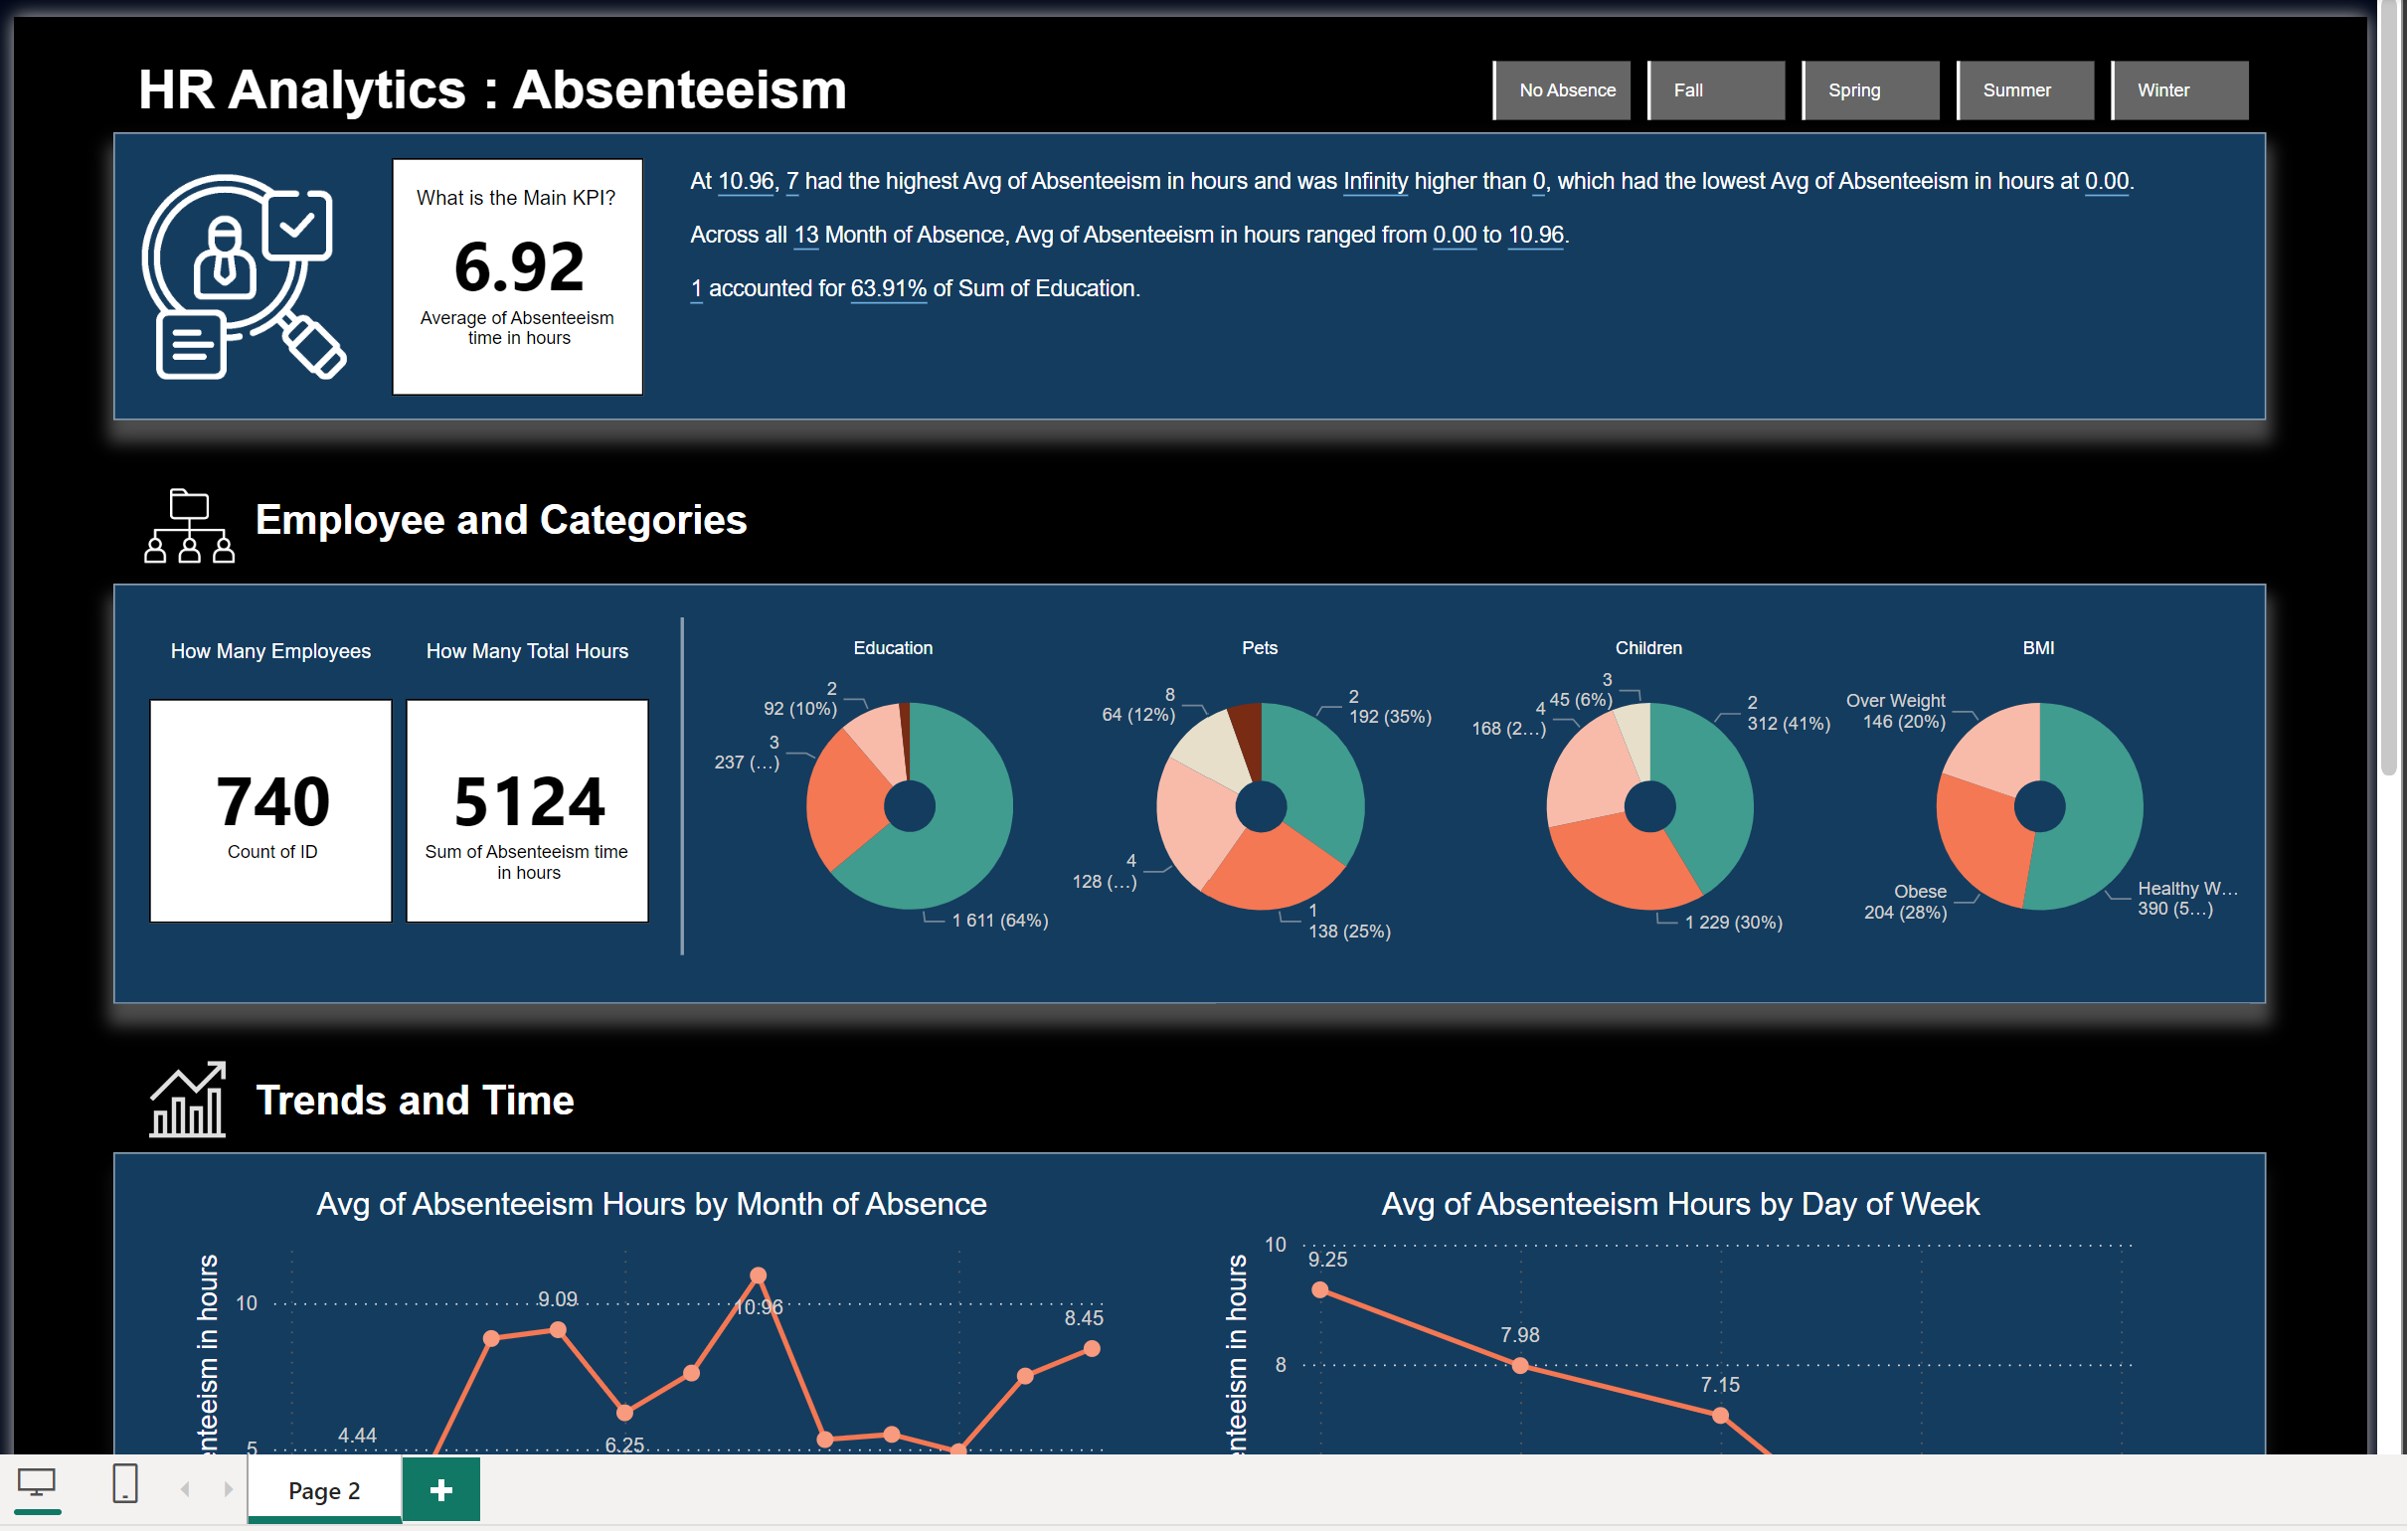 HR Analytics : Absenteeism
No Absence
Fall
Spring
Summer
Winter
What is the Main KPI?
6.92
Average of Absenteeism
time in hours
At 10.96, 7 had the highest Avg of Absenteeism in hours and was Infinity higher than 0, which had the lowest Avg of Absenteeism in hours at 0.00.
Across all 13 Month of Absence, Avg of Absenteeism in hours ranged from 0.00 to 10.96.
1 accounted for 63.91% of Sum of Education.
Employee and Categories
How Many Employees
740
Count of ID
How Many Total Hours
5124
Sum of Absenteeism time
in hours
Education
2
92 (10%)
3
237 (...)
1 611 (64%)
Pets
8
64 (12%)
2
192 (35%)
4
128 (...)
1
138 (25%)
Children
3
45 (6%)
4
168 (2...)
2
312 (41%)
1 229 (30%)
BMI
Over Weight
146 (20%)
Obese
204 (28%)
Healthy W...
390 (5...)
Trends and Time
Avg of Absenteeism Hours by Month of Absence
enteeism in hours
10
5
4.44
9.09
6.25
10.96
8.45
Avg of Absenteeism Hours by Day of Week
enteeism in hours
10
8
9.25
7.98
7.15
Page 2